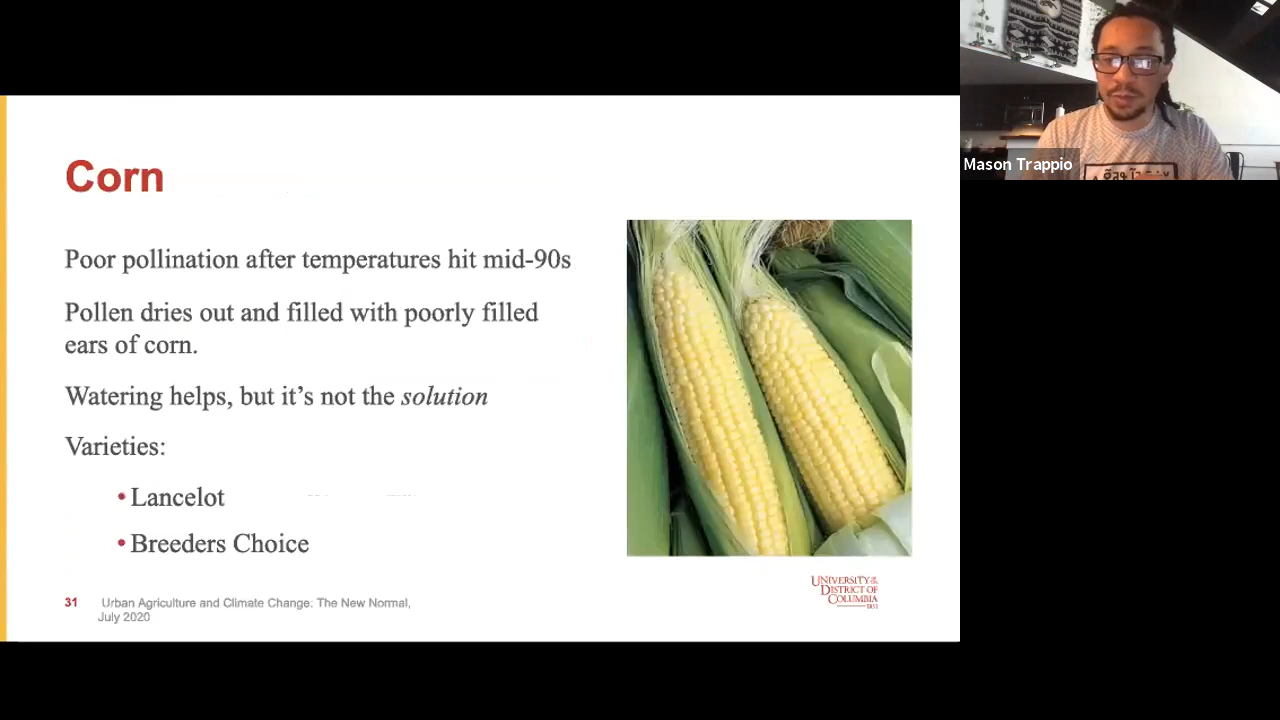 Corn
Poor pollination after temperatures hit mid-90s
Pollen dries out and filled with poorly filled
ears of corn.
Watering helps, but it's not the solution
Varieties:
•Lancelot
•Breeders Choice
31 Urban Agriculture and Climate Change: The New Normal,
July 2020
UNIVERSITY OF THE
DISTRICT OF
COLUMBIA
1851
Mason Trappio